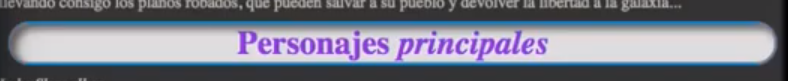 llevando consigo los planos robados, que pueden salvar a su pueblo y devolver la libertad a la galaxia...
Personajes principales